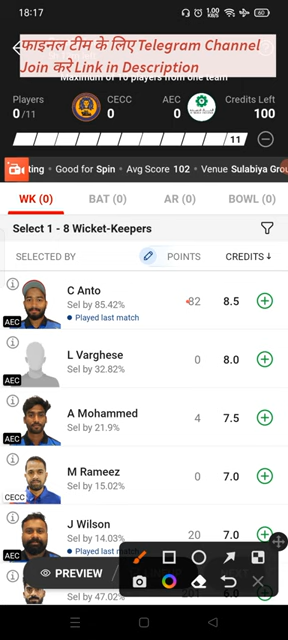 18:17
1.00 KB/S
60
फाइनल टीम के लिए Telegram Channel
Join करे Link in Description
Maximum of 10 players from one team
Players
0/11
CECC
0
AEC
0
Credits Left
100
11
ting • Good for Spin • Avg Score 102 • Venue Sulabiya Grou
WK (0) BAT (0) AR (0) BOWL (0)
Select 1 - 8 Wicket-Keepers
SELECTED BY POINTS CREDITS↓
C Anto
Sel by 85.42%
Played last match
AEC
82
8.5
L Varghese
Sel by 32.82%
AEC
0
8.0
A Mohammed
Sel by 21.9%
AEC
4
7.5
M Rameez
Sel by 15.02%
CECC
0
7.0
J Wilson
Sel by 14.03%
Played last match
AEC
20
7.0
PREVIEW
NEXT
Sel by 47.02%